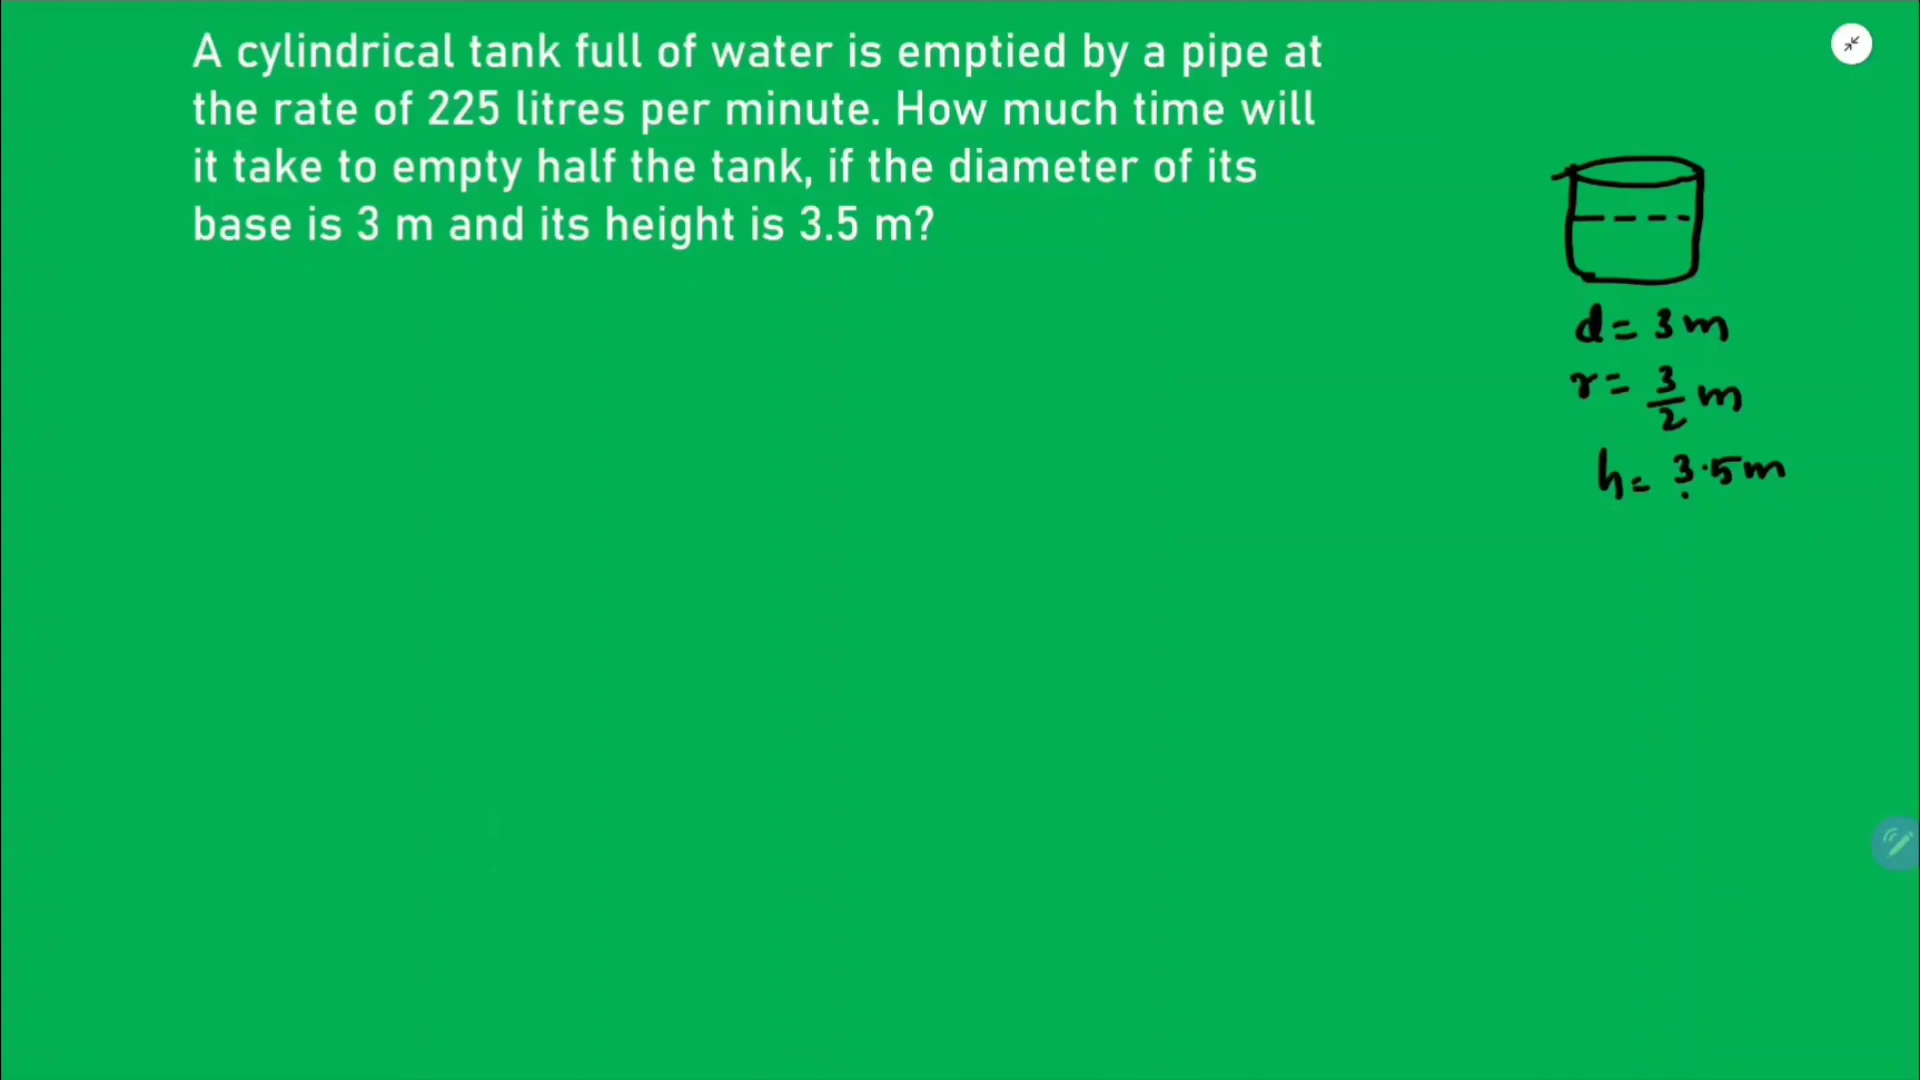 A cylindrical tank full of water is emptied by a pipe at
the rate of 225 litres per minute. How much time will
it take to empty half the tank, if the diameter of its
base is 3 m and its height is 3.5 m?
d = 3 m
r = 3/2 m
h = 3.5 m